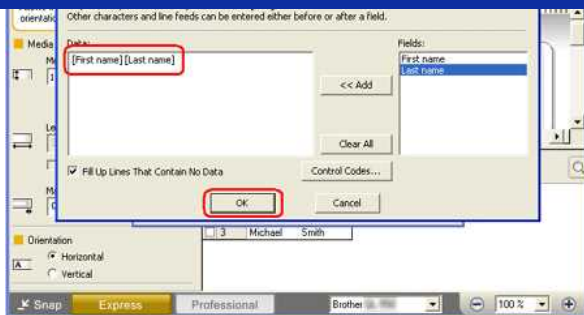 Other characters and line feeds can be entered either before or after a field.
orientatio
Media
Data:
Fields:
[First name] [Last name]
First name
Last name
<< Add
Clear All
Fill Up Lines That Contain No Data
Control Codes...
OK
Cancel
3 Michael Smith
Orientation
Horizontal
Vertical
Snap
Express
Professional
Brother
100 %